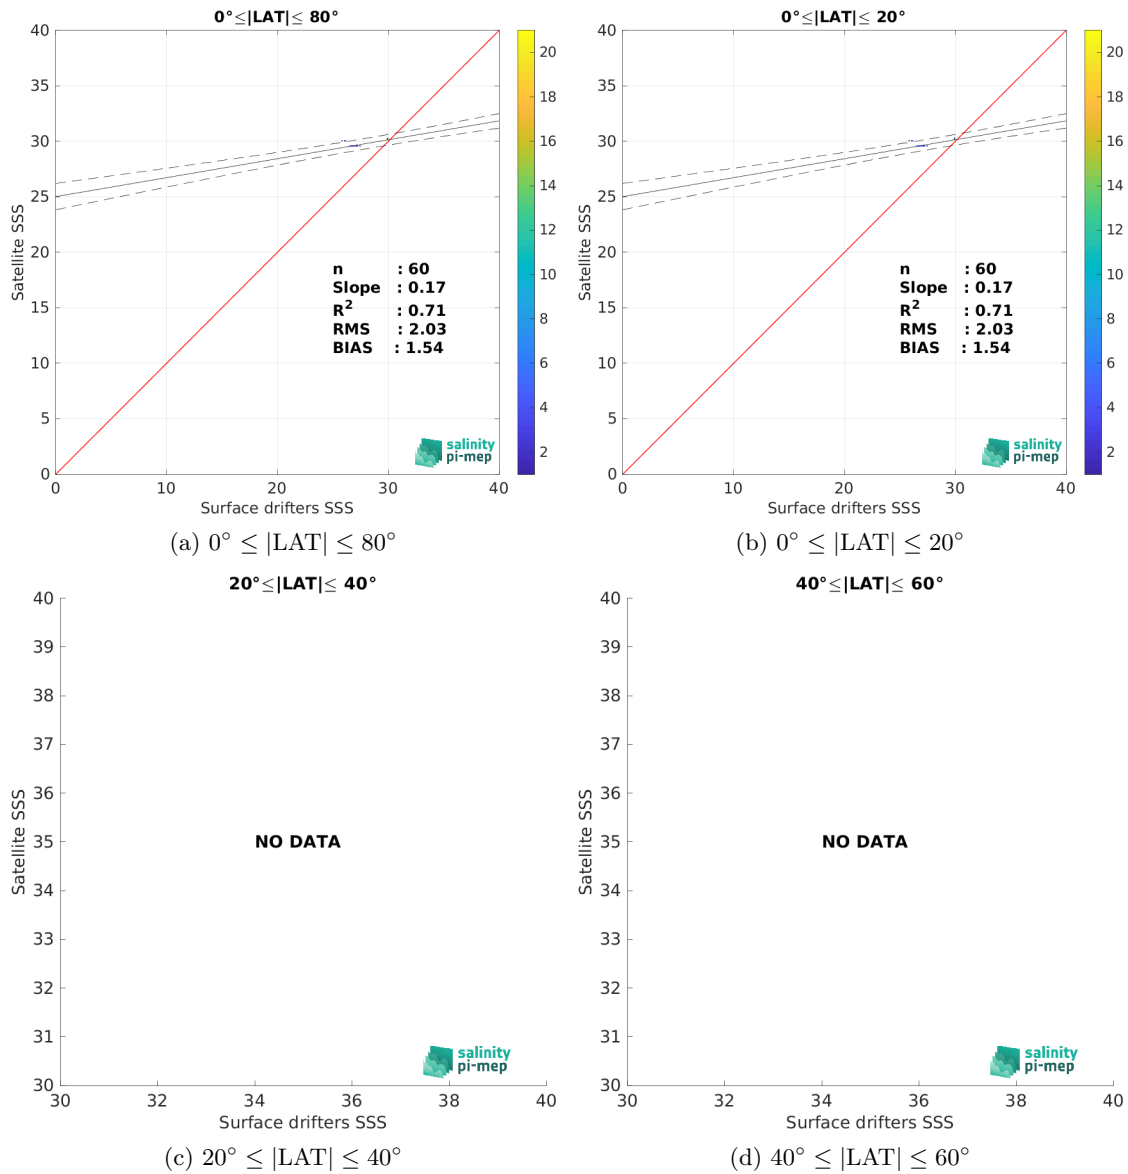 0°≤|LAT|≤ 80°
40
35
30
25
20
15
10
5
0
Satellite SSS
n : 60
Slope : 0.17
R² : 0.71
RMS : 2.03
BIAS : 1.54
salinity
pi-mep
0 10 20 30 40
Surface drifters SSS
20
18
16
14
12
10
8
6
4
2
(a) 0° ≤ |LAT| ≤ 80°
0°≤|LAT|≤ 20°
40
35
30
25
20
15
10
5
0
Satellite SSS
n : 60
Slope : 0.17
R² : 0.71
RMS : 2.03
BIAS : 1.54
salinity
pi-mep
0 10 20 30 40
Surface drifters SSS
20
18
16
14
12
10
8
6
4
2
(b) 0° ≤ |LAT| ≤ 20°
20°≤|LAT|≤ 40°
40
39
38
37
36
35
34
33
32
31
30
Satellite SSS
NO DATA
salinity
pi-mep
30 32 34 36 38 40
Surface drifters SSS
(c) 20° ≤ |LAT| ≤ 40°
40°≤|LAT|≤ 60°
40
39
38
37
36
35
34
33
32
31
30
Satellite SSS
NO DATA
salinity
pi-mep
30 32 34 36 38 40
Surface drifters SSS
(d) 40° ≤ |LAT| ≤ 60°